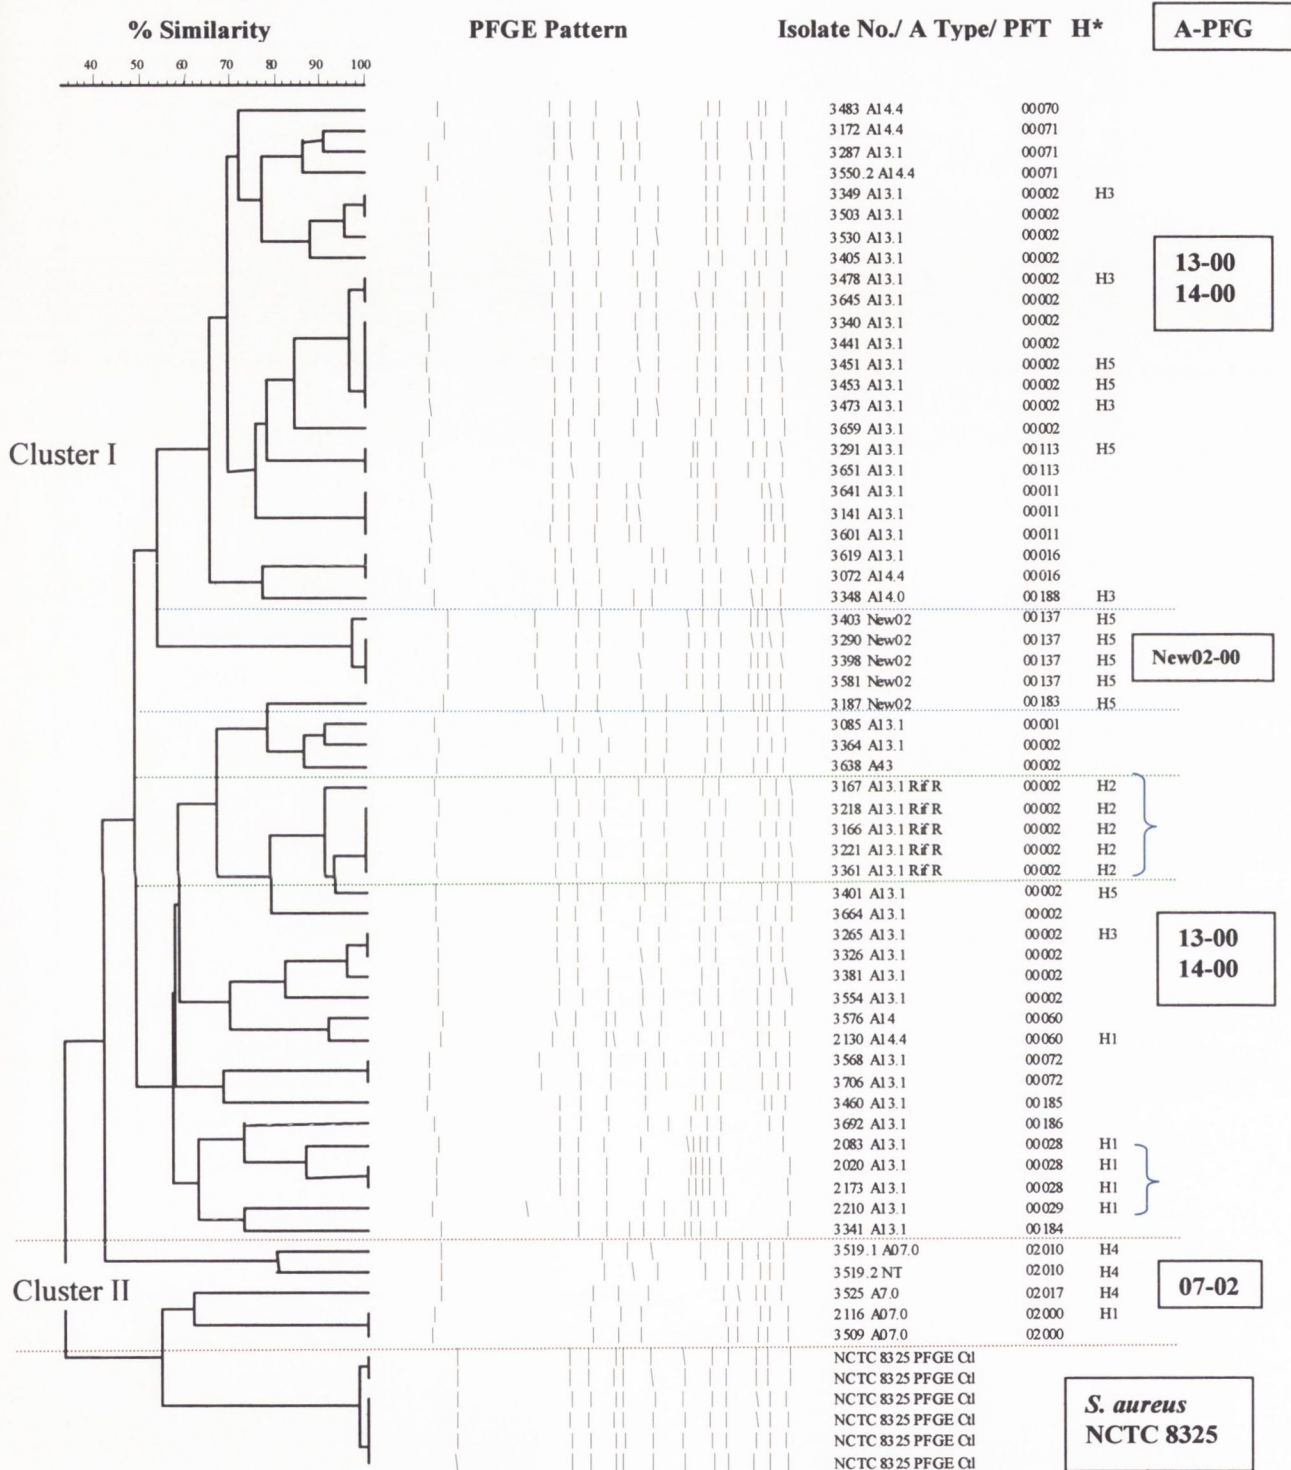 % Similarity PFGE Pattern Isolate No./ A Type/ PFT H* A-PFG
40 50 60 70 80 90 100
3483 A14.4 00070
3172 A14.4 00071
3287 A13.1 00071
3550.2 A14.4 00071
3349 A13.1 00002 H3
3503 A13.1 00002
3530 A13.1 00002
3405 A13.1 00002
13-00
3478 A13.1 00002 H3
14-00
3645 A13.1 00002
3340 A13.1 00002
3441 A13.1 00002
3451 A13.1 00002 H5
3453 A13.1 00002 H5
3473 A13.1 00002 H3
3659 A13.1 00002
Cluster I
3291 A13.1 00113 H5
3651 A13.1 00113
3641 A13.1 00011
3141 A13.1 00011
3601 A13.1 00011
3619 A13.1 00016
3072 A14.4 00016
3348 A14.0 00188 H3
3403 New02 00137 H5
3290 New02 00137 H5
New02-00
3398 New02 00137 H5
3581 New02 00137 H5
3187 New02 00183 H5
3085 A13.1 00001
3364 A13.1 00002
3638 A43 00002
3167 A13.1 Rif R 00002 H2
3218 A13.1 Rif R 00002 H2
3166 A13.1 Rif R 00002 H2
3221 A13.1 Rif R 00002 H2
3361 A13.1 Rif R 00002 H2
3401 A13.1 00002 H5
3664 A13.1 00002
3265 A13.1 00002 H3
13-00
3326 A13.1 00002
14-00
3381 A13.1 00002
3554 A13.1 00002
3576 A14 00060
2130 A14.4 00060 H1
3568 A13.1 00072
3706 A13.1 00072
3460 A13.1 00185
3692 A13.1 00186
2083 A13.1 00028 H1
2020 A13.1 00028 H1
2173 A13.1 00028 H1
2210 A13.1 00029 H1
3341 A13.1 00184
3519.1 A07.0 02010 H4
3519.2 NT 02010 H4
Cluster II
07-02
3525 A7.0 02017 H4
2116 A07.0 02000 H1
3509 A07.0 02000
NCTC 8325 PFGE Ctl
NCTC 8325 PFGE Ctl
NCTC 8325 PFGE Ctl
NCTC 8325 PFGE Ctl
NCTC 8325 PFGE Ctl
NCTC 8325 PFGE Ctl
S. aureus
NCTC 8325